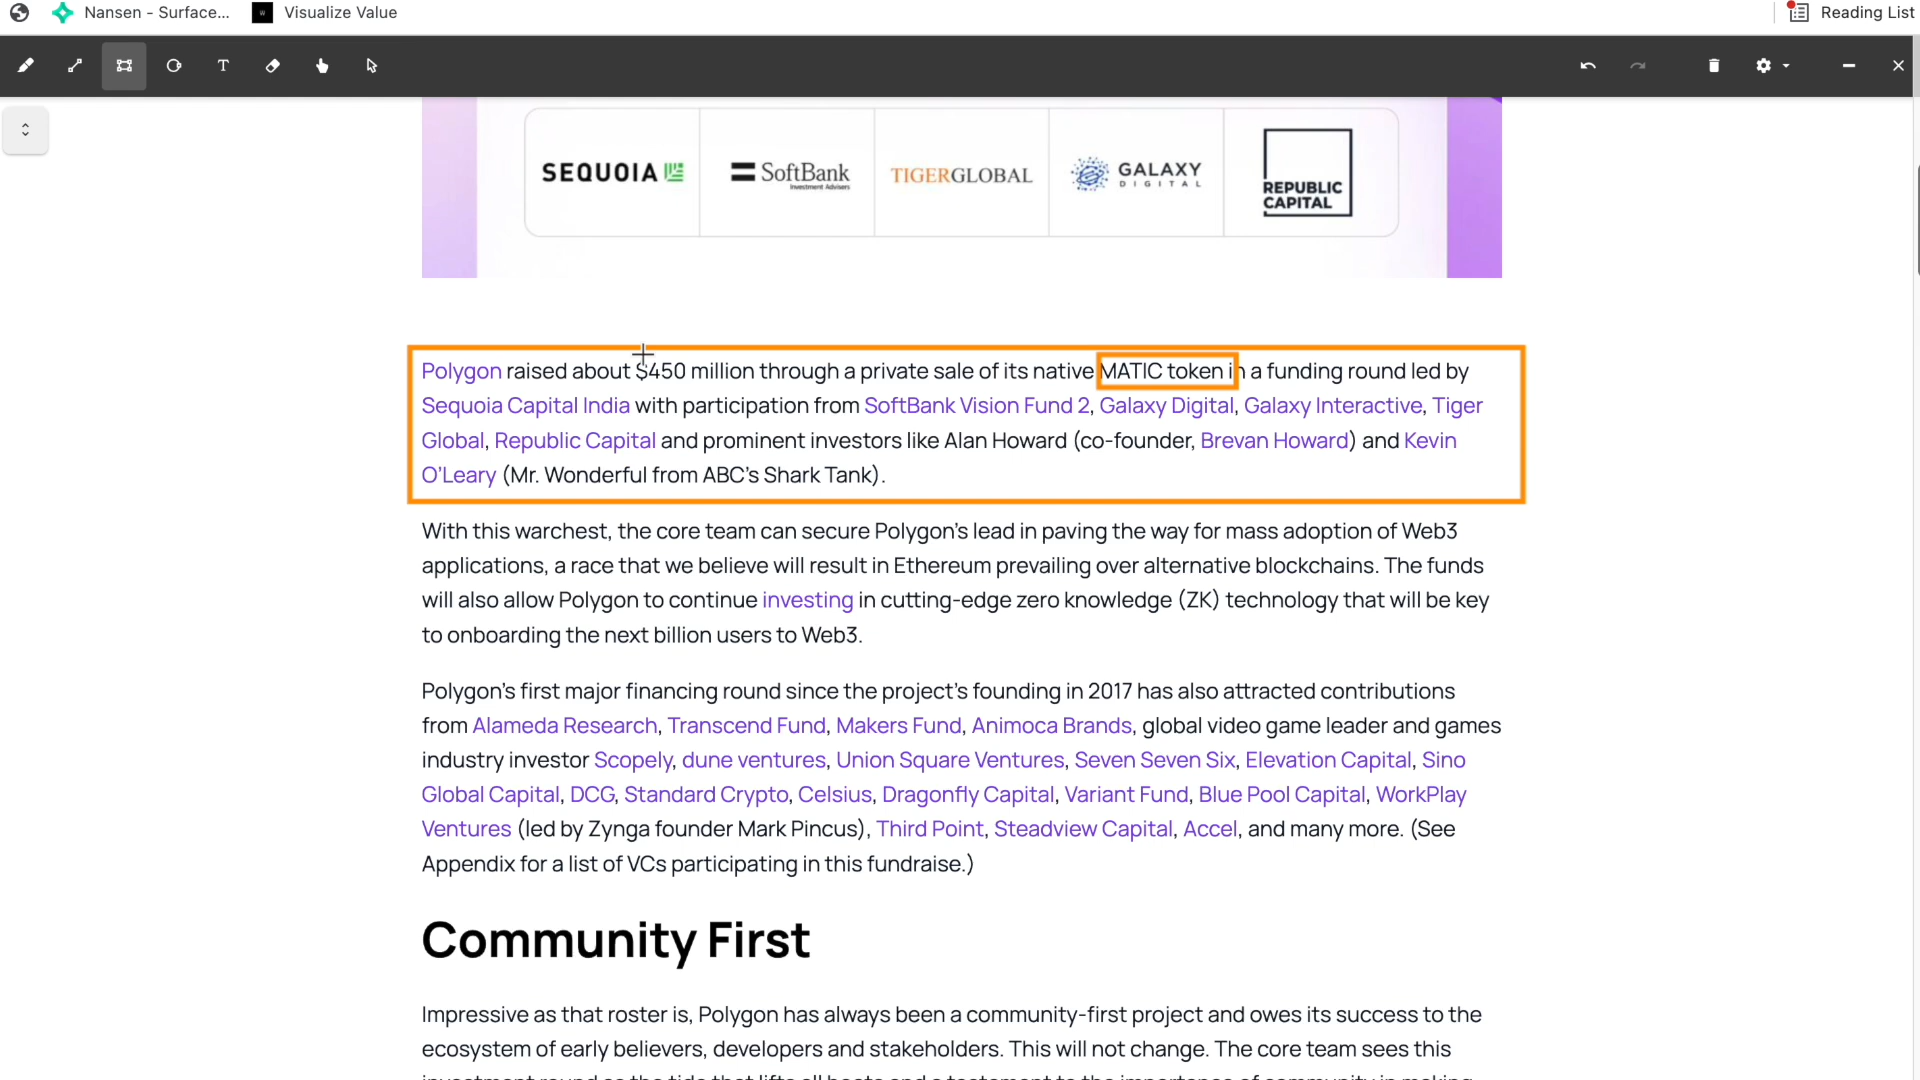 Nansen - Surface... Visualize Value Reading List
T
SEQUOIA SoftBank Investment Advisers TIGERGLOBAL GALAXY DIGITAL REPUBLIC CAPITAL
Polygon raised about $450 million through a private sale of its native MATIC token in a funding round led by
Sequoia Capital India with participation from SoftBank Vision Fund 2, Galaxy Digital, Galaxy Interactive, Tiger
Global, Republic Capital and prominent investors like Alan Howard (co-founder, Brevan Howard) and Kevin
O'Leary (Mr. Wonderful from ABC's Shark Tank).
With this warchest, the core team can secure Polygon's lead in paving the way for mass adoption of Web3
applications, a race that we believe will result in Ethereum prevailing over alternative blockchains. The funds
will also allow Polygon to continue investing in cutting-edge zero knowledge (ZK) technology that will be key
to onboarding the next billion users to Web3.
Polygon's first major financing round since the project's founding in 2017 has also attracted contributions
from Alameda Research, Transcend Fund, Makers Fund, Animoca Brands, global video game leader and games
industry investor Scopely, dune ventures, Union Square Ventures, Seven Seven Six, Elevation Capital, Sino
Global Capital, DCG, Standard Crypto, Celsius, Dragonfly Capital, Variant Fund, Blue Pool Capital, WorkPlay
Ventures (led by Zynga founder Mark Pincus), Third Point, Steadview Capital, Accel, and many more. (See
Appendix for a list of VCs participating in this fundraise.)
Community First
Impressive as that roster is, Polygon has always been a community-first project and owes its success to the
ecosystem of early believers, developers and stakeholders. This will not change. The core team sees this